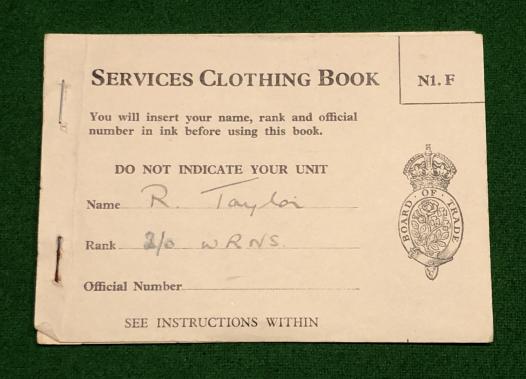 SERVICES CLOTHING BOOK
N1. F
You will insert your name, rank and official
number in ink before using this book.
DO NOT INDICATE YOUR UNIT
Name R. Taylor
Rank 2/O WRNS.
BOARD · OF · TRADE
Official Number
SEE INSTRUCTIONS WITHIN